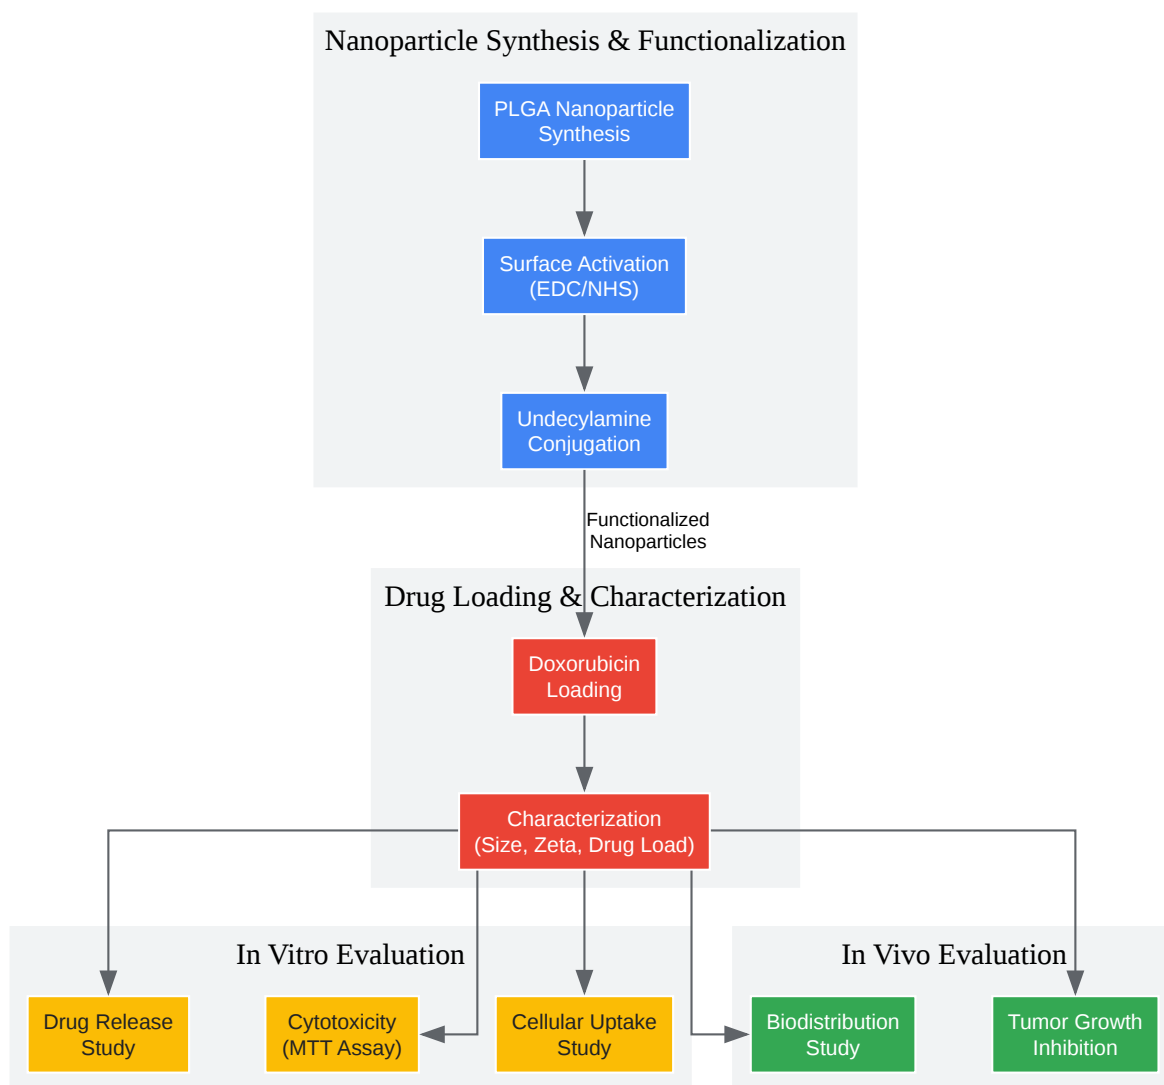 Nanoparticle Synthesis & Functionalization
PLGA Nanoparticle
Synthesis
Surface Activation
(EDC/NHS)
Undecylamine
Conjugation
Functionalized
Nanoparticles
Drug Loading & Characterization
Doxorubicin
Loading
Characterization
(Size, Zeta, Drug Load)
In Vitro Evaluation
Drug Release
Study
Cytotoxicity
(MTT Assay)
Cellular Uptake
Study
In Vivo Evaluation
Biodistribution
Study
Tumor Growth
Inhibition